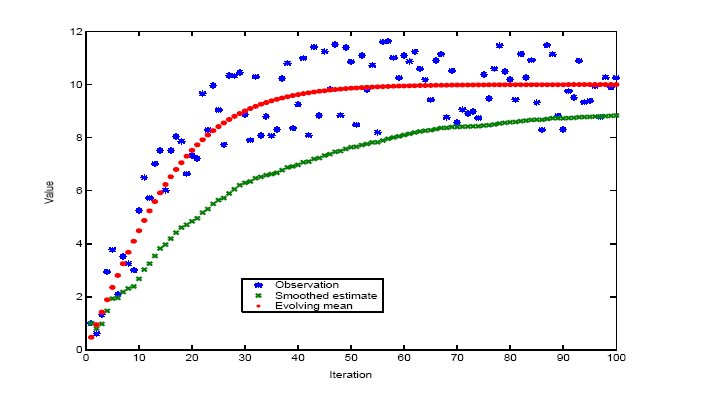 12
10
8
6
4
2
0
Value
Observation
Smoothed estimate
Evolving mean
0 10 20 30 40 50 60 70 80 90 100
Iteration